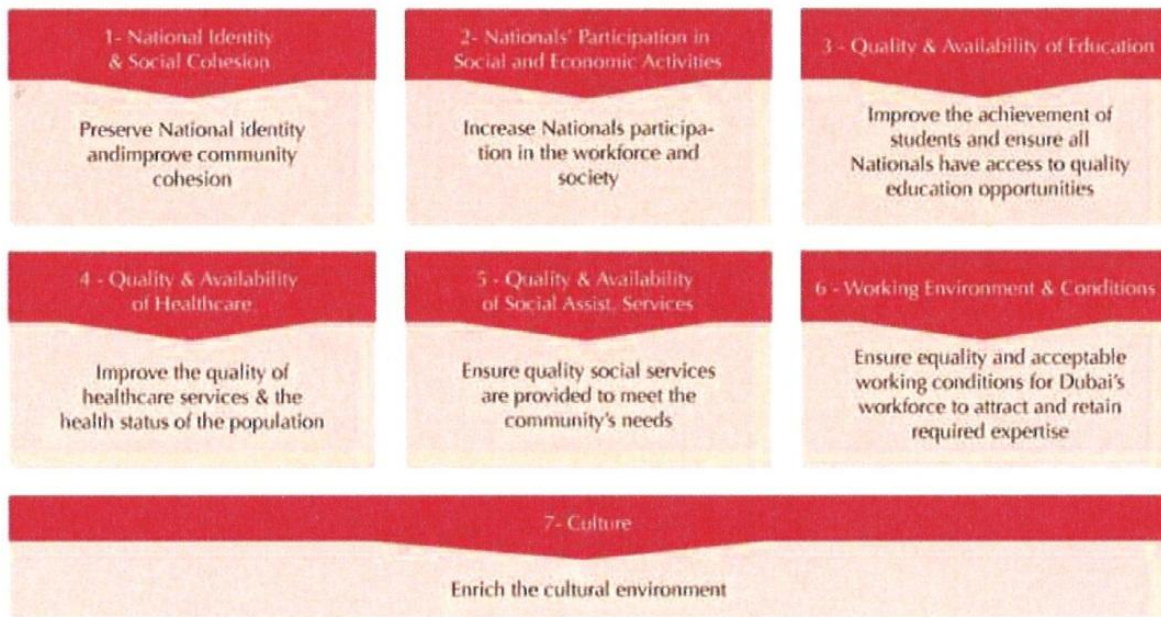 1- National Identity
& Social Cohesion
Preserve National identity
andimprove community
cohesion
2- Nationals' Participation in
Social and Economic Activities
Increase Nationals participa-
tion in the workforce and
society
3 - Quality & Availability of Education
Improve the achievement of
students and ensure all
Nationals have access to quality
education opportunities
4 - Quality & Availability
of Healthcare
Improve the quality of
healthcare services & the
health status of the population
5 - Quality & Availability
of Social Assist. Services
Ensure quality social services
are provided to meet the
community's needs
6 - Working Environment & Conditions
Ensure equality and acceptable
working conditions for Dubai's
workforce to attract and retain
required expertise
7- Culture
Enrich the cultural environment